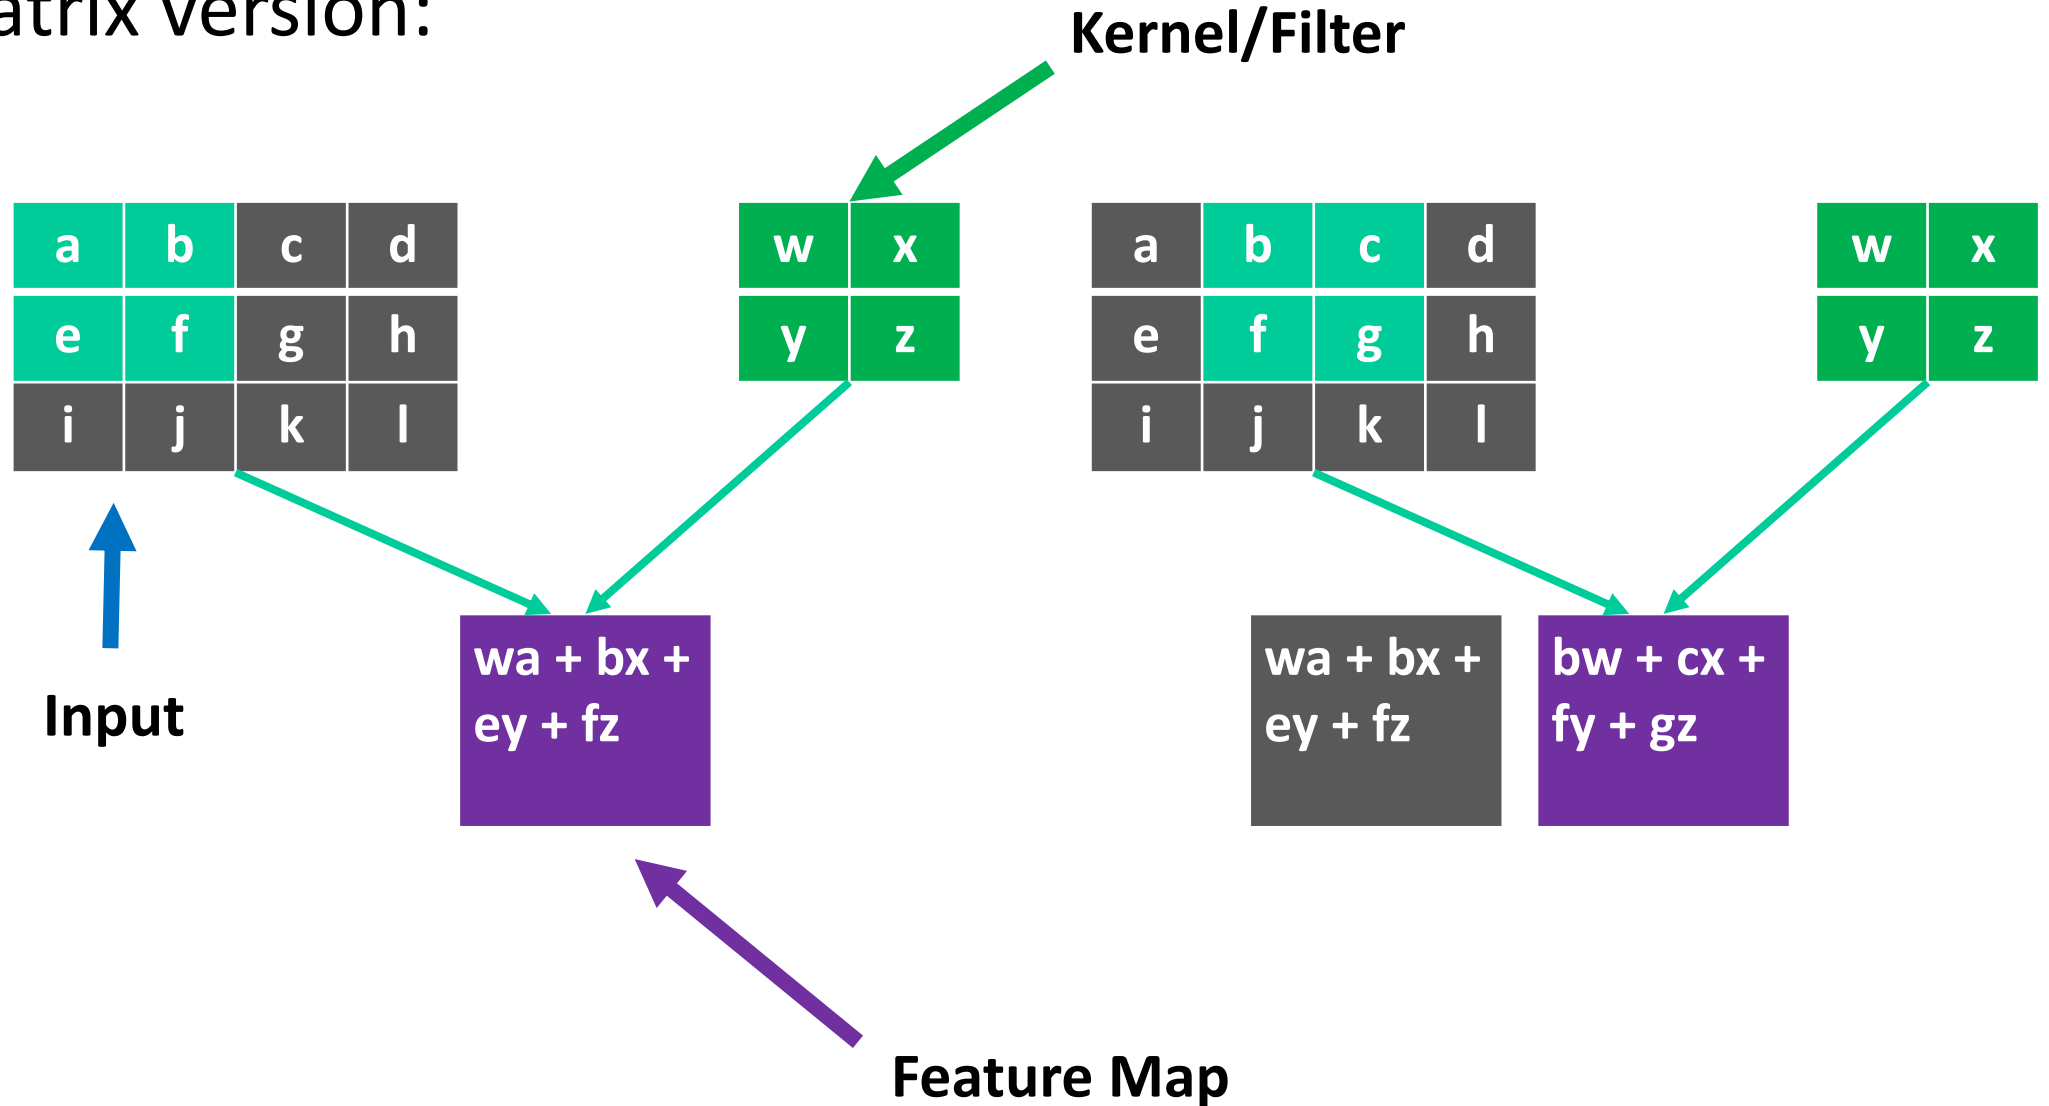 atrix version:
Kernel/Filter
a b c d
e f g h
i j k l
w x
y z
a b c d
e f g h
i j k l
w x
y z
Input
wa + bx +
ey + fz
wa + bx +
ey + fz
bw + cx +
fy + gz
Feature Map